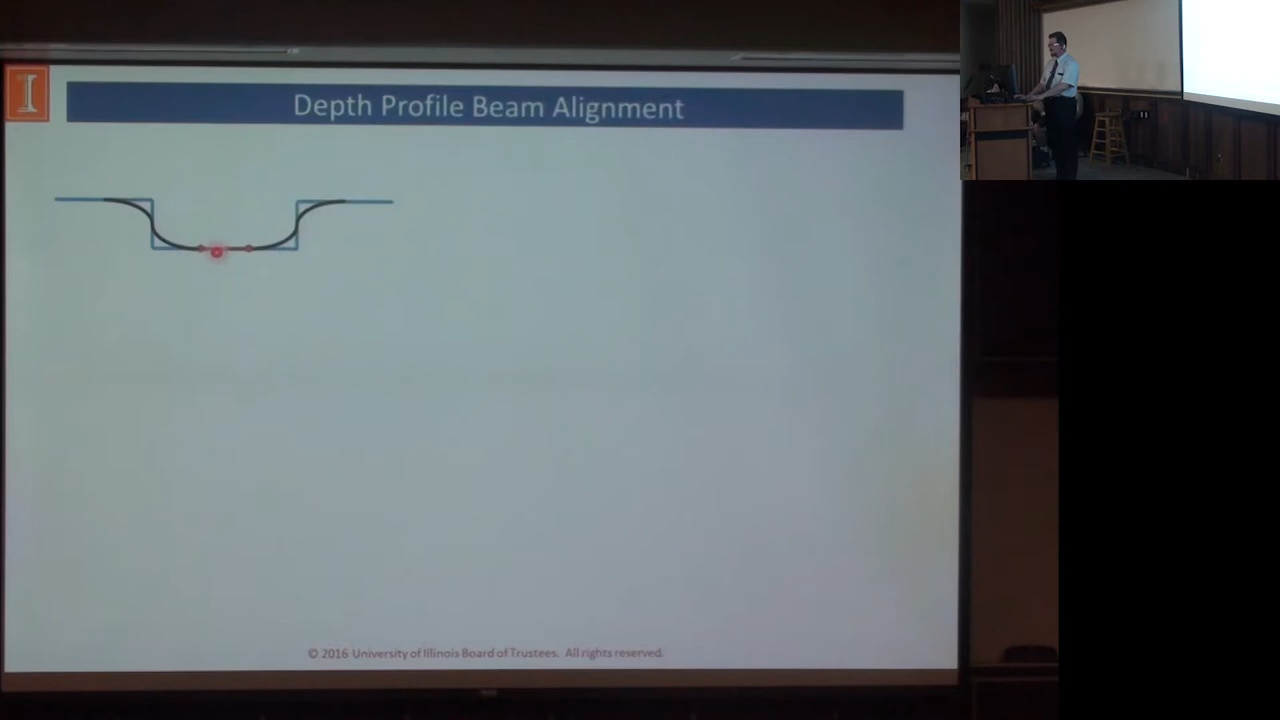 I
Depth Profile Beam Alignment
© 2016 University of Illinois Board of Trustees. All rights reserved.